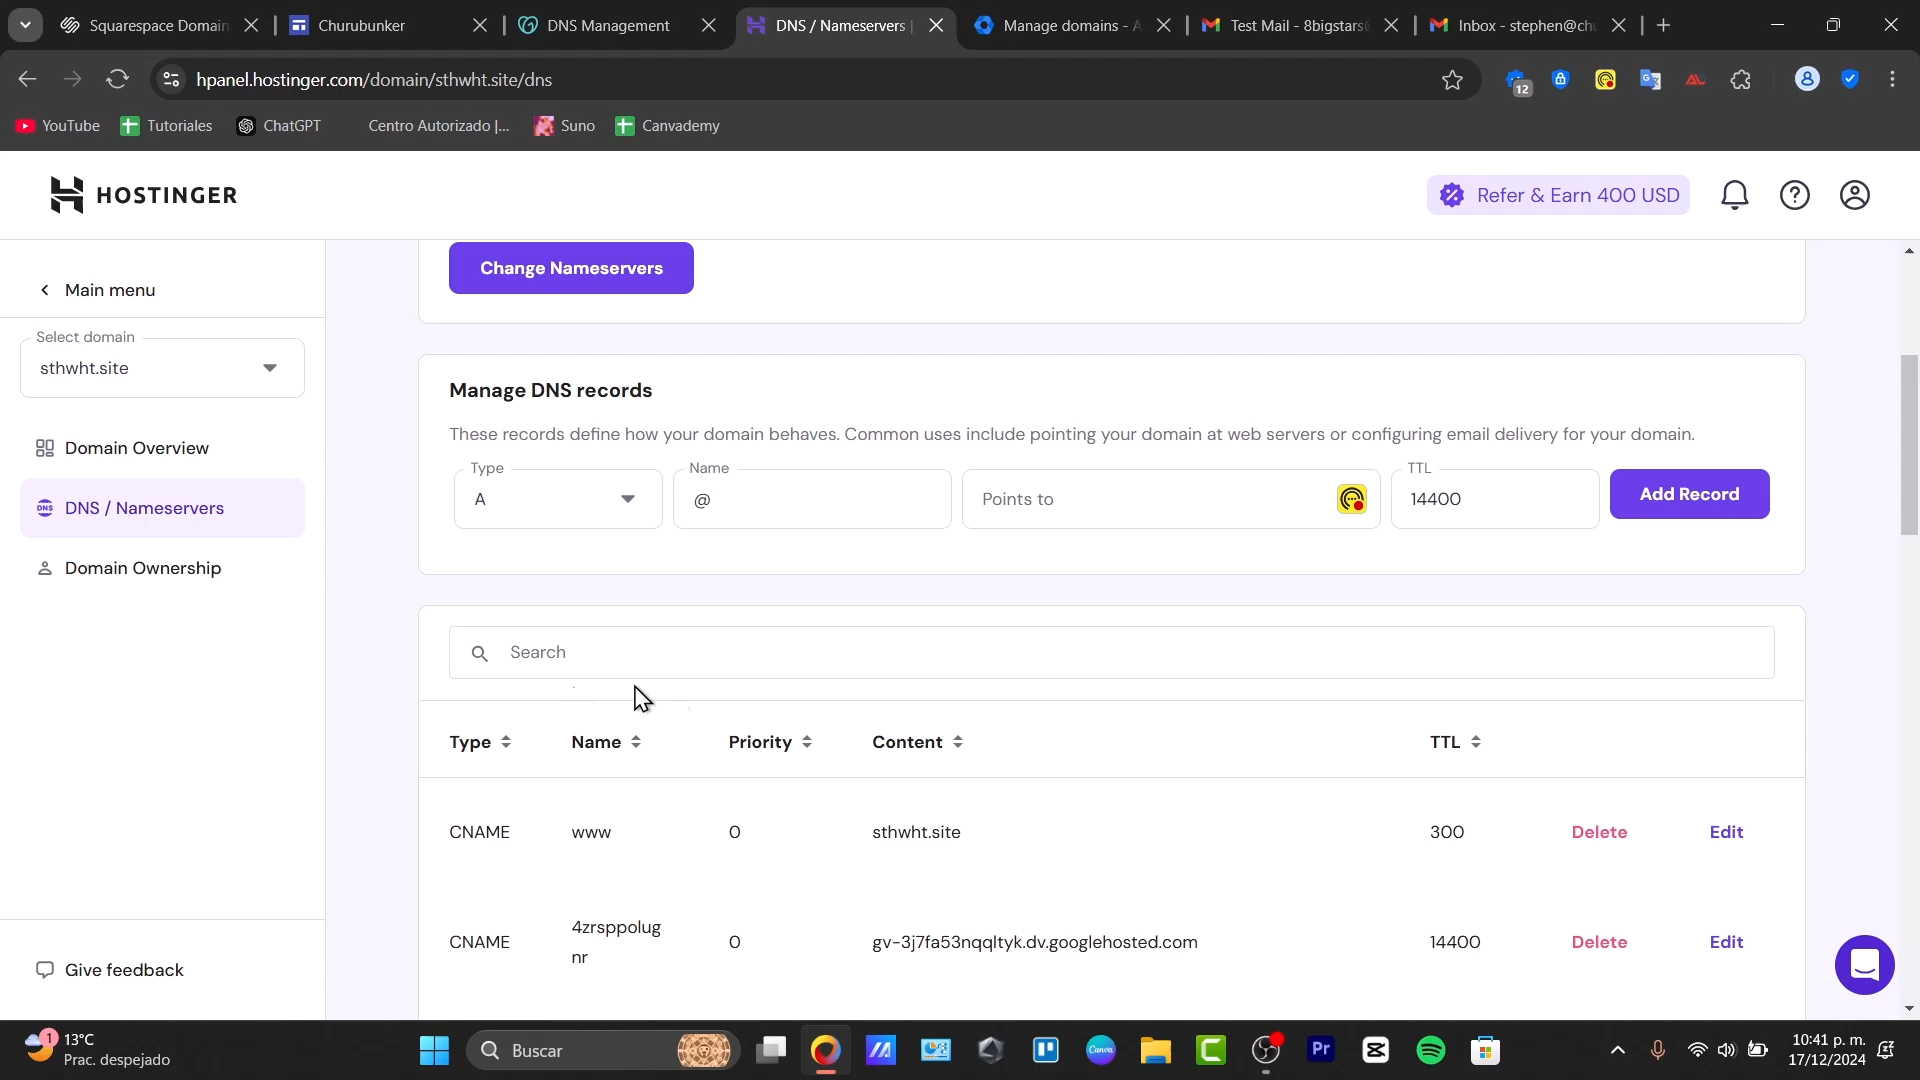 Squarespace Domain
Churubunker
DNS Management
DNS / Nameservers |
Manage domains - A
Test Mail - 8bigstars
Inbox - stephen@ch
hpanel.hostinger.com/domain/sthwht.site/dns
12
YouTube
Tutoriales
ChatGPT
Centro Autorizado |...
Suno
Canvademy
HOSTINGER
Refer & Earn 400 USD
Main menu
Select domain
sthwht.site
Domain Overview
DNS / Nameservers
Domain Ownership
Give feedback
Change Nameservers
Manage DNS records
These records define how your domain behaves. Common uses include pointing your domain at web servers or configuring email delivery for your domain.
Type
A
Name
@
Points to
TTL
14400
Add Record
Search
Type Name Priority Content TTL
CNAME www 0 sthwht.site 300 Delete Edit
CNAME 4zrsppolug
nr 0 gv-3j7fa53nqqltyk.dv.googlehosted.com 14400 Delete Edit
1
13°C
Prac. despejado
Buscar
10:41 p. m.
17/12/2024